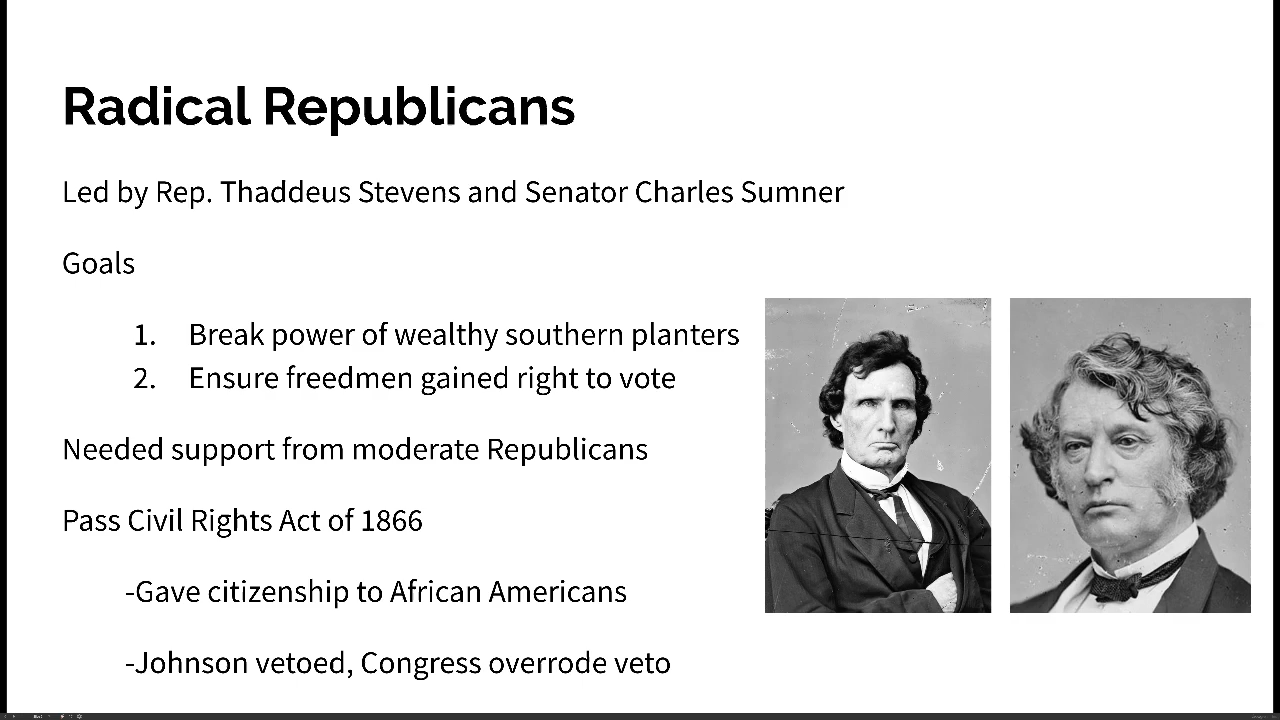 Radical Republicans
Led by Rep. Thaddeus Stevens and Senator Charles Sumner
Goals
1. Break power of wealthy southern planters
2. Ensure freedmen gained right to vote
Needed support from moderate Republicans
Pass Civil Rights Act of 1866
-Gave citizenship to African Americans
-Johnson vetoed, Congress overrode veto